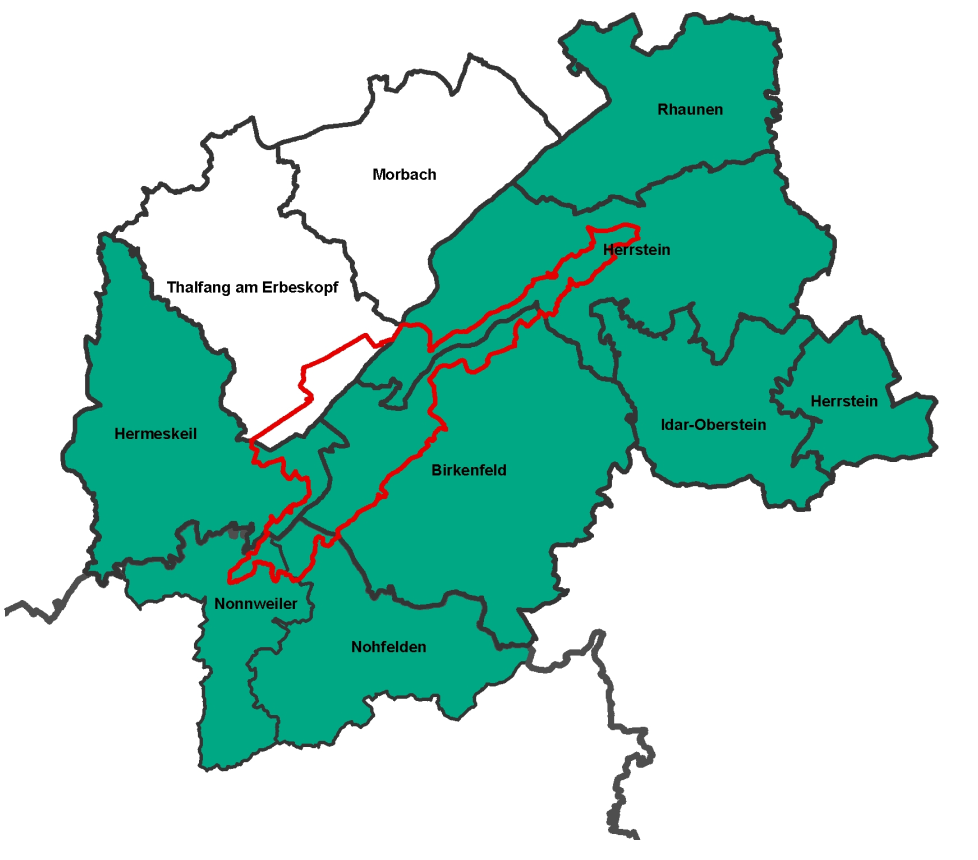 Rhaunen
Morbach
Herrstein
Thalfang am Erbeskopf
Herrstein
Idar-Oberstein
Hermeskeil
Birkenfeld
Nonnweiler
Nohfelden